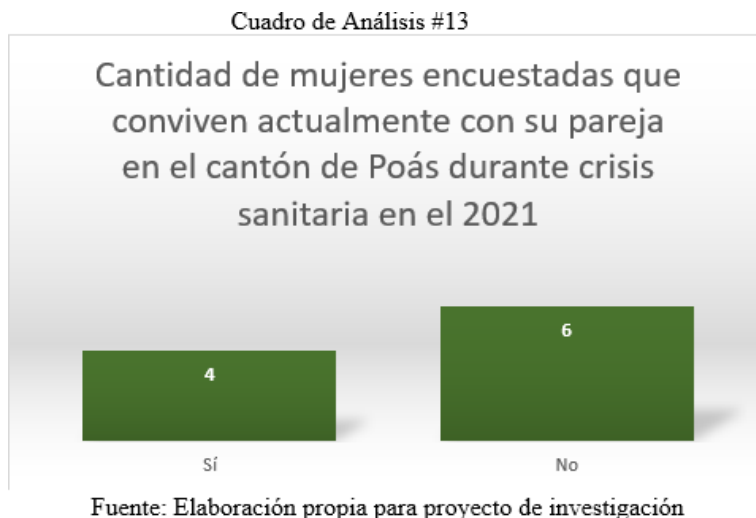 Cuadro de Análisis #13
Cantidad de mujeres encuestadas que
conviven actualmente con su pareja
en el cantón de Poás durante crisis
sanitaria en el 2021
4
6
Sí
No
Fuente: Elaboración propia para proyecto de investigación